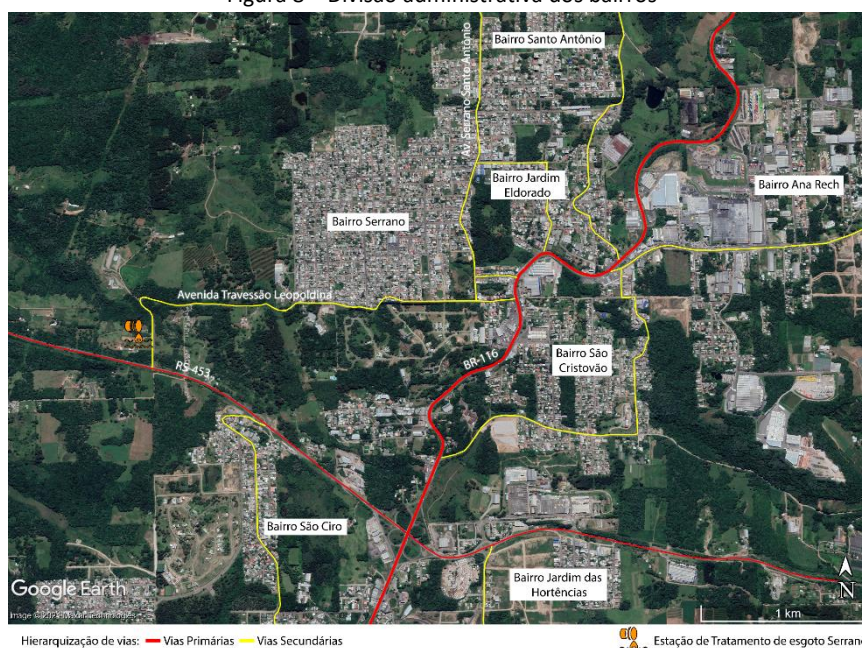 Figura 8 – Divisão administrativa dos bairros
Bairro Santo Antônio
Av. Serrano Santo Antônio
Bairro Jardim
Eldorado
Bairro Ana Rech
Bairro Serrano
Avenida Travessão Leopoldina
RS-453
BR-116
Bairro São
Cristovão
Bairro São Ciro
Bairro Jardim das
Hortências
Google Earth
N
1 km
Hierarquização de vias: Vias Primárias Vias Secundárias
Estação de Tratamento de esgoto Serrano